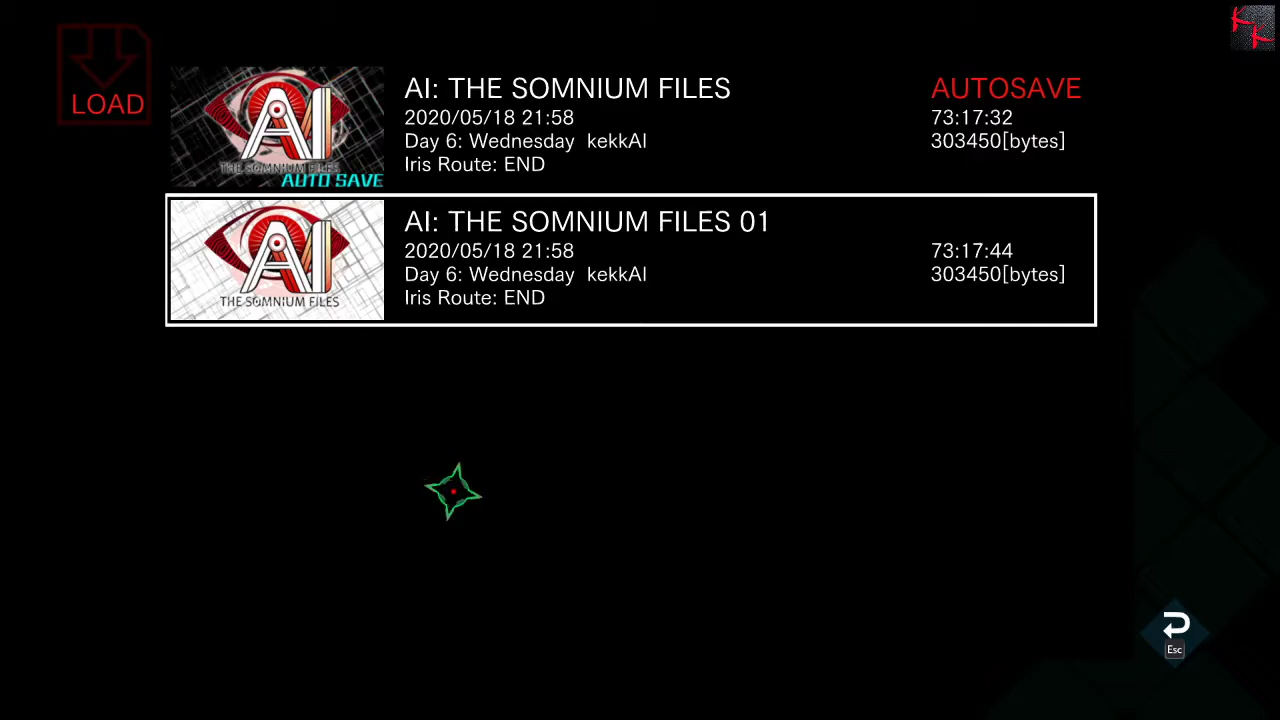 LOAD
AI
THE SOMNIUM FILES
AUTO SAVE
AI: THE SOMNIUM FILES
AUTOSAVE
2020/05/18 21:58
73:17:32
Day 6: Wednesday kekkAI
303450[bytes]
Iris Route: END
AI
THE SOMNIUM FILES
AI: THE SOMNIUM FILES 01
2020/05/18 21:58
73:17:44
Day 6: Wednesday kekkAI
303450[bytes]
Iris Route: END
Esc